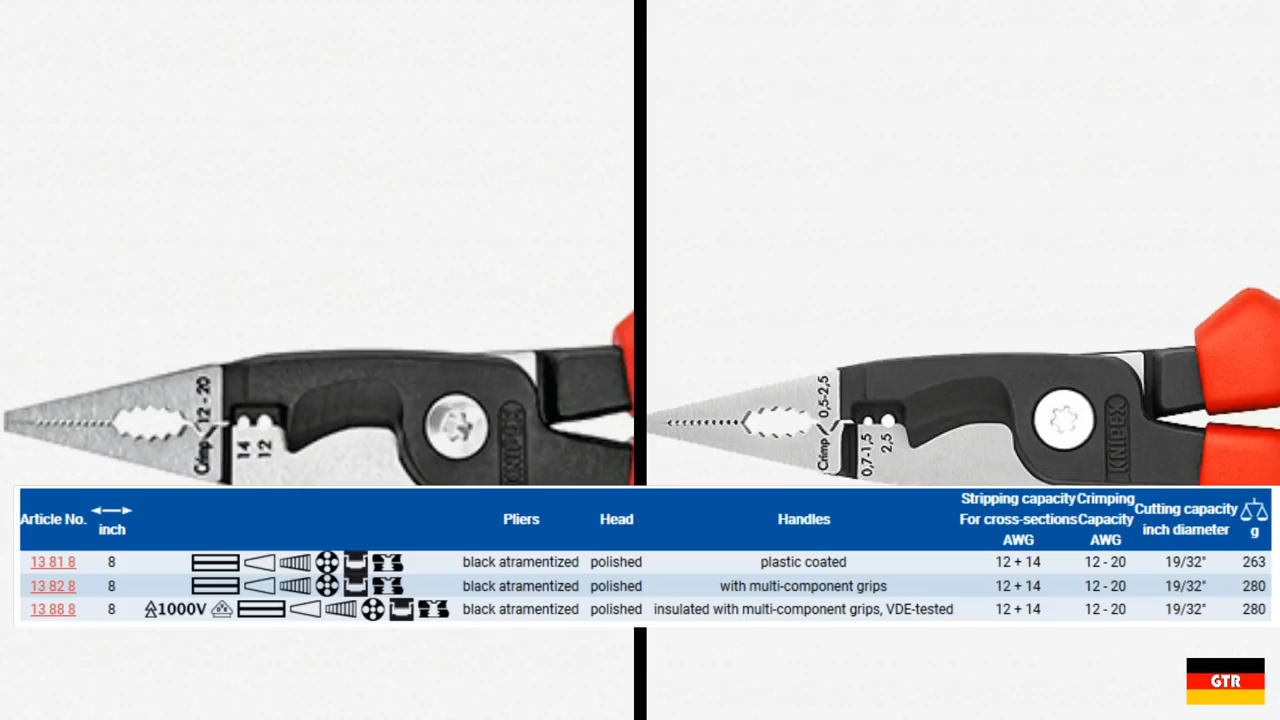 Crimp 12 - 20
14
12
KNIPEX
Crimp 0,5-2,5
0,7-1,5
2,5
KNIPEX
Article No. inch Pliers Head Handles Stripping capacity For cross-sections AWG Crimping Capacity AWG Cutting capacity inch diameter g
13 81 8 8 black atramentized polished plastic coated 12 + 14 12 - 20 19/32" 263
13 82 8 8 black atramentized polished with multi-component grips 12 + 14 12 - 20 19/32" 280
13 88 8 8 1000V black atramentized polished insulated with multi-component grips, VDE-tested 12 + 14 12 - 20 19/32" 280
GTR